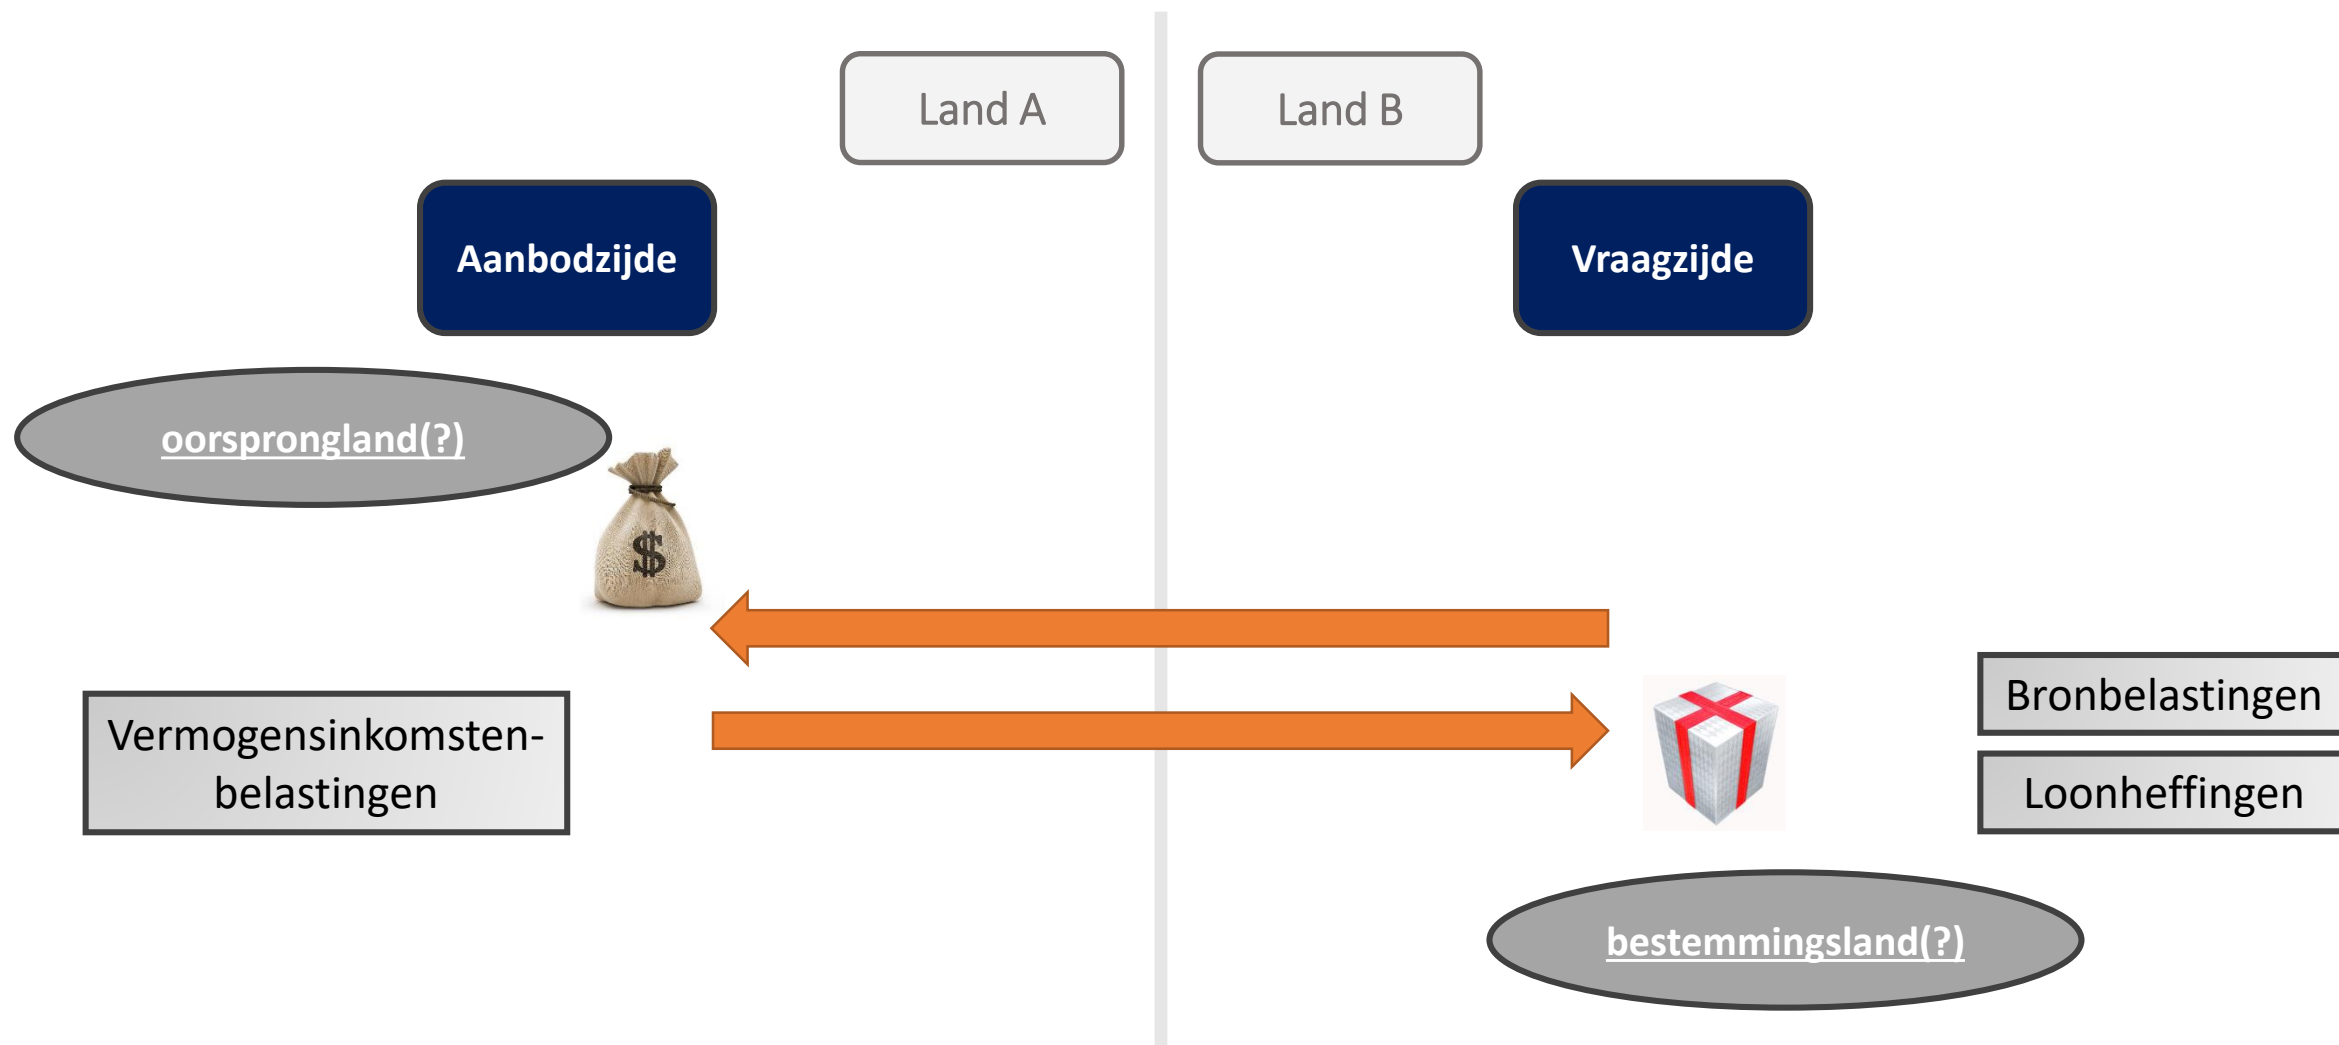 Land A
Land B
Aanbodzijde
Vraagzijde
oorsprongland(?)
$
Vermogensinkomsten-
belastingen
Bronbelastingen
Loonheffingen
bestemmingsland(?)